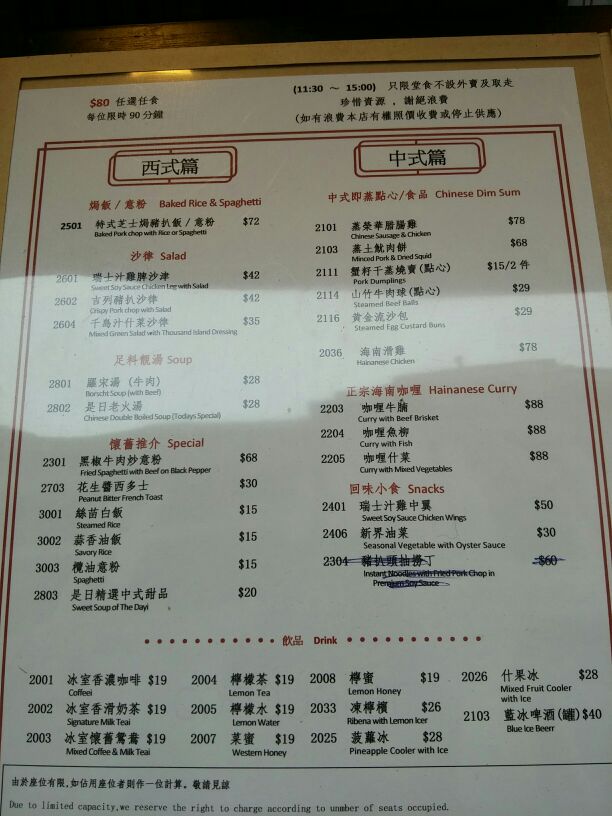 $80 任選任食
每位限時 90 分鐘
(11:30 ～ 15:00) 只限堂食不設外賣及取走
珍惜資源，謝絕浪費
(如有浪費本店有權照價收費或停止供應)
西式篇
焗飯 / 意粉 Baked Rice & Spaghetti
2501 特式芝士焗豬扒飯 / 意粉 $72
Baked Pork chop with Rice or Spaghetti
沙律 Salad
2601 瑞士汁雞脾沙津 $42
Sweet Soy Sauce Chicken Leg with Salad
2602 吉列豬扒沙律 $42
Crispy Pork chop with Salad
2604 千島汁什菜沙律 $35
Mixed Green Salad with Thousand Island Dressing
足料靚湯 Soup
2801 羅宋湯 (牛肉) $28
Borscht Soup (with Beef)
2802 是日老火湯 $28
Chinese Double Boiled Soup (Todays Special)
懷舊推介 Special
2301 黑椒牛肉炒意粉 $68
Fried Spaghetti with Beef on Black Pepper
2703 花生醬西多士 $30
Peanut Bitter French Toast
3001 絲苗白飯 $15
Steamed Rice
3002 蒜香油飯 $15
Savory Rice
3003 欖油意粉 $15
Spaghetti
2803 是日精選中式甜品 $20
Sweet Soup of The Dayi
中式篇
中式即蒸點心/食品 Chinese Dim Sum
2101 蒸榮華腊腸雞 $78
Chinese Sausage & Chicken
2103 蒸土魷肉餅 $68
Minced Pork & Dried Squid
2111 蟹籽干蒸燒賣(點心) $15/2 件
Pork Dumplings
2114 山竹牛肉球(點心) $29
Steamed Beef Balls
2116 黃金流沙包 $29
Steamed Egg Custard Buns
2036 海南滑雞 $78
Hainanese Chicken
正宗海南咖喱 Hainanese Curry
2203 咖喱牛腩 $88
Curry with Beef Brisket
2204 咖喱魚柳 $88
Curry with Fish
2205 咖喱什菜 $88
Curry with Mixed Vegetables
回味小食 Snacks
2401 瑞士汁雞中翼 $50
Sweet Soy Sauce Chicken Wings
2406 新界油菜 $30
Seasonal Vegetable with Oyster Sauce
2304 豬扒頭抽撈丁 $60
Instant Noodles with Fried Pork Chop in
Premium Soy Sauce
飲品 Drink
2001 冰室香濃咖啡 $19
Coffeei
2002 冰室香滑奶茶 $19
Signature Milk Teai
2003 冰室懷舊鴛鴦 $19
Mixed Coffee & Milk Teai
2004 檸檬茶 $19
Lemon Tea
2005 檸檬水 $19
Lemon Water
2007 菜蜜 $19
Western Honey
2008 檸蜜 $19
Lemon Honey
2033 凍檸檳 $26
Ribena with Lemon Icer
2025 菠蘿冰 $28
Pineapple Cooler with Ice
2026 什果冰 $28
Mixed Fruit Cooler
with Ice
2103 藍冰啤酒(罐) $40
Blue Ice Beerr
由於座位有限,如佔用座位者則作一位計算。敬請見諒
Due to limited capacity,we reserve the right to charge according to unmber of seats occupied.